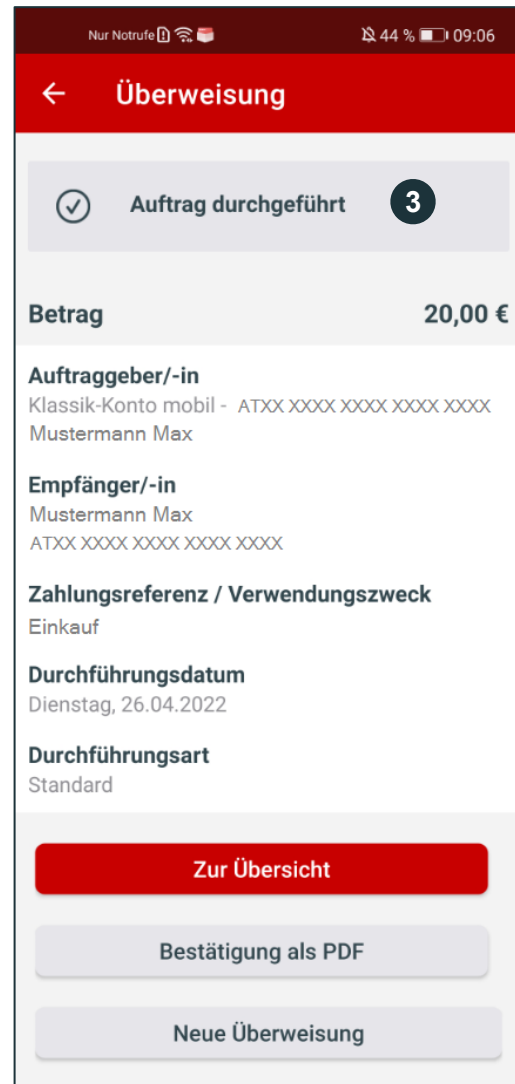 Nur Notrufe 44 % 09:06
Überweisung
Auftrag durchgeführt 3
Betrag 20,00 €
Auftraggeber/-in
Klassik-Konto mobil - ATXX XXXX XXXX XXXX XXXX
Mustermann Max
Empfänger/-in
Mustermann Max
ATXX XXXX XXXX XXXX XXXX
Zahlungsreferenz / Verwendungszweck
Einkauf
Durchführungsdatum
Dienstag, 26.04.2022
Durchführungsart
Standard
Zur Übersicht
Bestätigung als PDF
Neue Überweisung